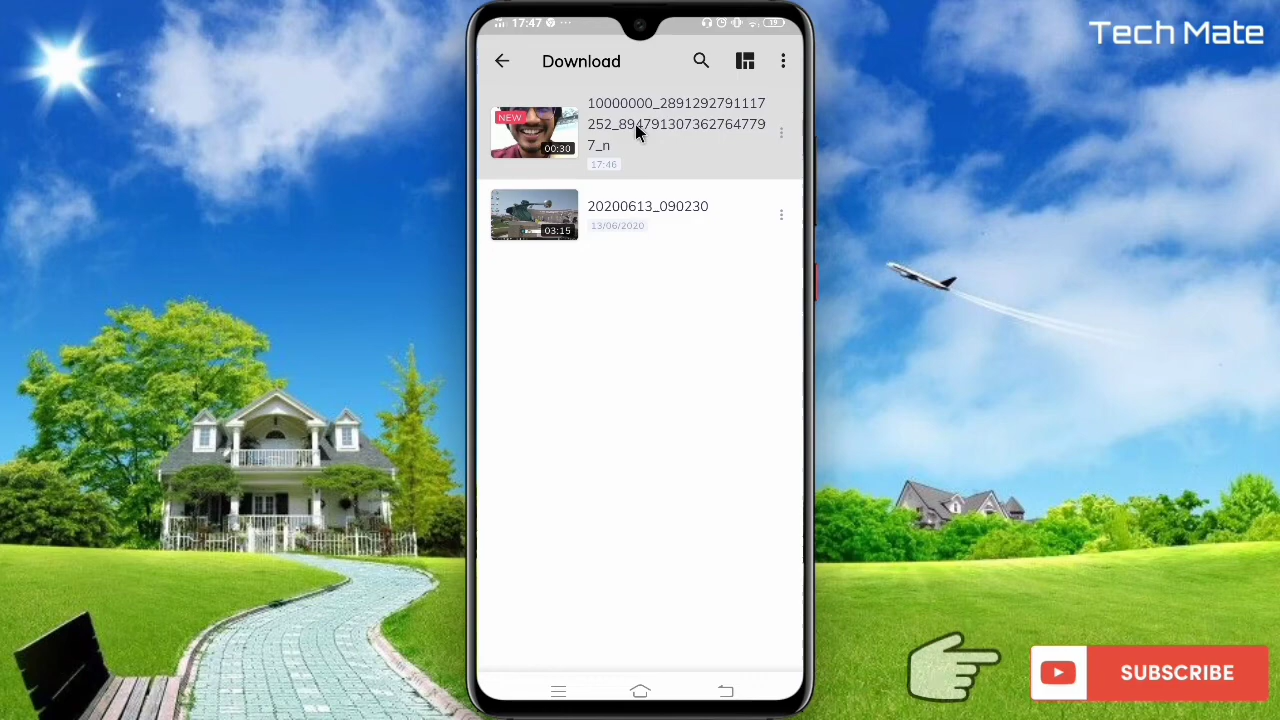 Tech Mate
17:47
19
Download
10000000_2891292791117
252_894791307362764779
7_n
NEW
00:30
17:46
20200613_090230
03:15
13/06/2020
SUBSCRIBE